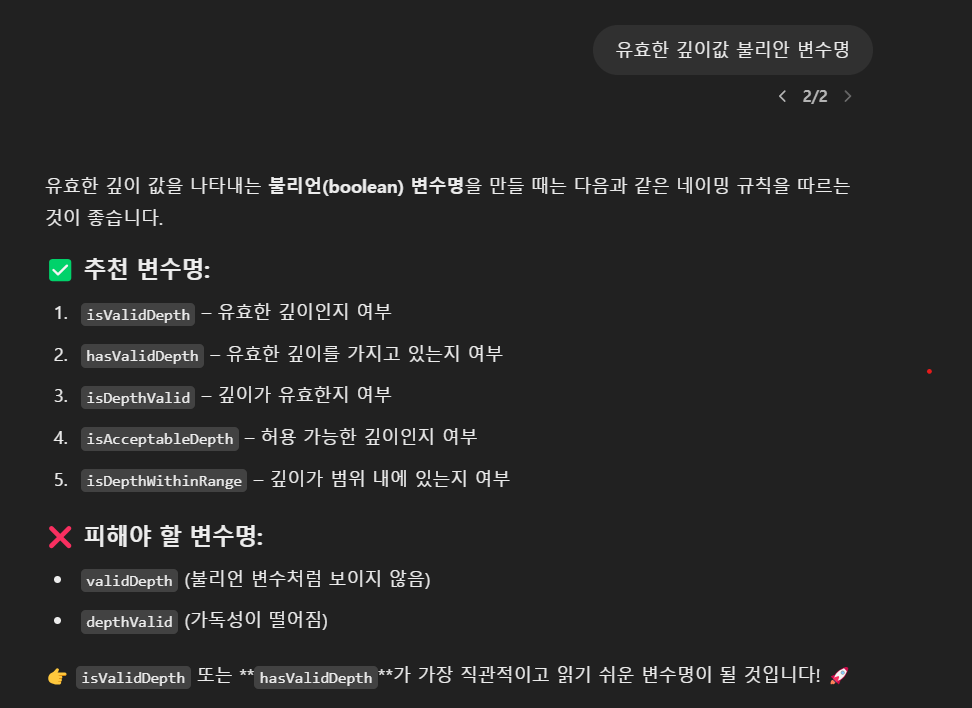 유효한 깊이값 불리안 변수명
2/2
유효한 깊이 값을 나타내는 불리언(boolean) 변수명을 만들 때는 다음과 같은 네이밍 규칙을 따르는
것이 좋습니다.
✅ 추천 변수명:
1. isValidDepth – 유효한 깊이인지 여부
2. hasValidDepth – 유효한 깊이를 가지고 있는지 여부
3. isDepthValid – 깊이가 유효한지 여부
4. isAcceptableDepth – 허용 가능한 깊이인지 여부
5. isDepthWithinRange – 깊이가 범위 내에 있는지 여부
❌ 피해야 할 변수명:
• validDepth (불리언 변수처럼 보이지 않음)
• depthValid (가독성이 떨어짐)
👉 isValidDepth 또는 **hasValidDepth**가 가장 직관적이고 읽기 쉬운 변수명이 될 것입니다! 🚀